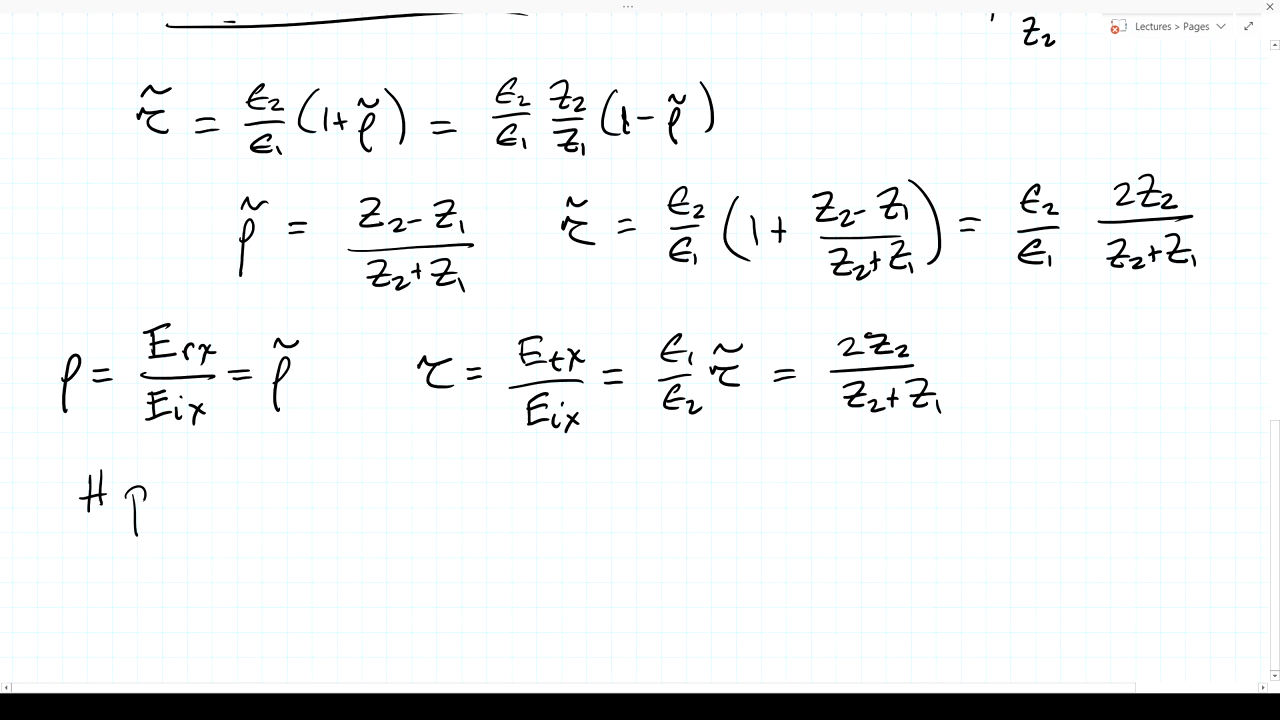 Lectures > Pages
Z₂
τ̃ = ε₂/ε₁ (1+ρ̃) = ε₂/ε₁ Z₂/Z₁ (1-ρ̃)
ρ̃ = (Z₂-Z₁)/(Z₂+Z₁) τ̃ = ε₂/ε₁ (1+ (Z₂-Z₁)/(Z₂+Z₁)) = ε₂/ε₁ 2Z₂/(Z₂+Z₁)
ρ = Erx/Eix = ρ̃ τ = Etx/Eix = ε₁/ε₂ τ̃ = 2Z₂/(Z₂+Z₁)
#